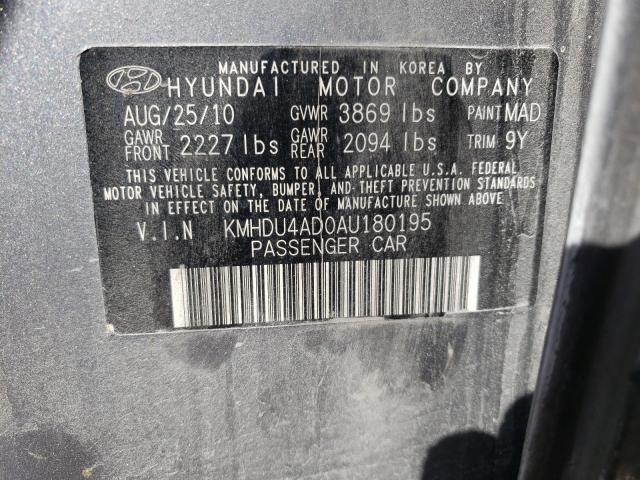 MANUFACTURED IN KOREA BY
HYUNDAI MOTOR COMPANY
AUG/25/10 GVWR 3869 lbs PAINT MAD
GAWR FRONT 2227 lbs GAWR REAR 2094 lbs TRIM 9Y
THIS VEHICLE CONFORMS TO ALL APPLICABLE U.S.A. FEDERAL
MOTOR VEHICLE SAFETY, BUMPER, AND THEFT PREVENTION STANDARDS
IN EFFECT ON THE DATE OF MANUFACTURE SHOWN ABOVE
V.I.N KMHDU4AD0AU180195
PASSENGER CAR